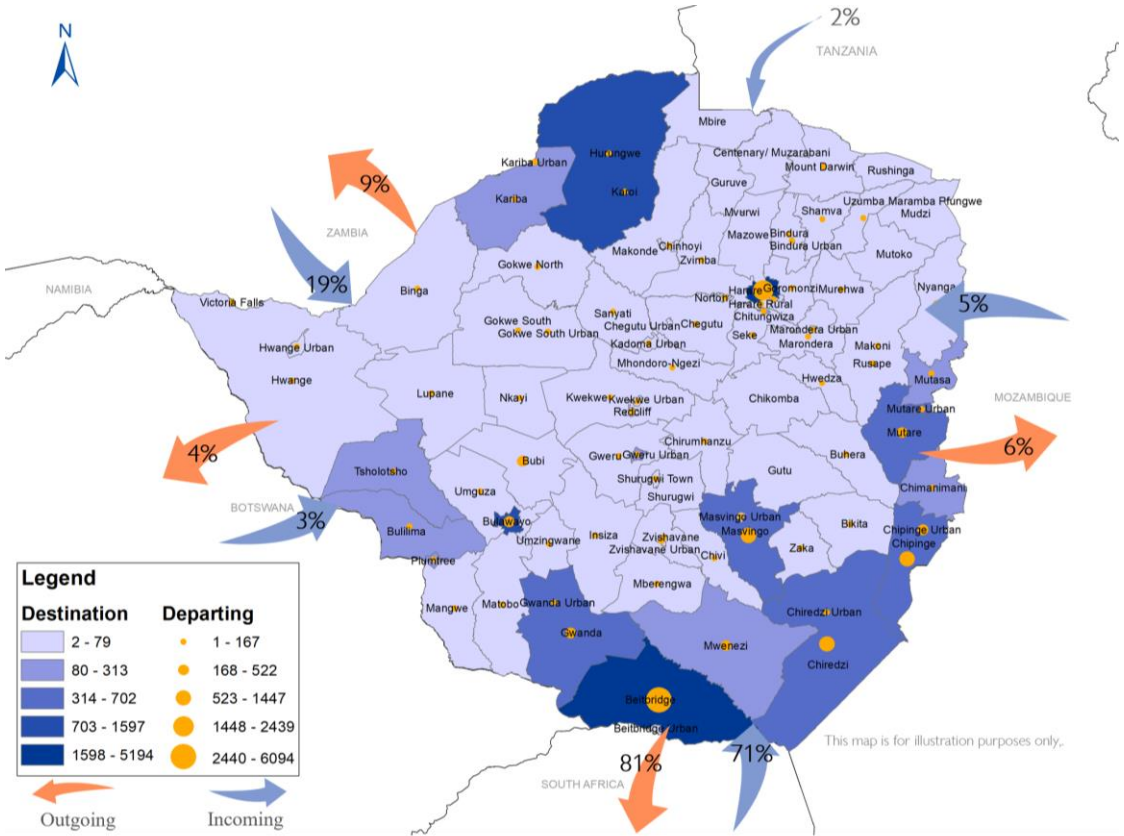 N
2%
TANZANIA
Mbire
Centenary/ Muzarabani
Mount Darwin
Rushinga
Kariba Urban
Hurungwe
Guruve
9%
Kariba
Karoi
Mvurwi
Shamva
Uzumba Maramba Pfungwe
Mudzi
ZAMBIA
Mazowe
Bindura
Bindura Urban
Makonde
Chinhoyi
Zvimba
Mutoko
19%
Gokwe North
NAMIBIA
Binga
Harare
Goromonzi
Murehwa
Nyanga
Victoria Falls
Norton
Harare Rural
Chitungwiza
5%
Sanyati
Gokwe South
Gokwe South Urban
Chegutu Urban
Chegutu
Seke
Marondera Urban
Marondera
Hwange Urban
Kadoma Urban
Makoni
Rusape
Hwange
Mhondoro-Ngezi
Hwedza
Mutasa
Lupane
Nkayi
Kwekwe
Kwekwe Urban
Redcliff
Chikomba
MOZAMBIQUE
Mutare Urban
Mutare
4%
Chirumhanzu
6%
Tsholotsho
Bubi
Gweru
Gweru Urban
Gutu
Buhera
Umguza
Shurugwi Town
Shurugwi
Chimanimani
BOTSWANA
3%
Bulawayo
Masvingo Urban
Masvingo
Bikita
Chipinge Urban
Chipinge
Bulilima
Umzingwane
Insiza
Zvishavane
Zvishavane Urban
Chivi
Zaka
Plumtree
Mberengwa
Mangwe
Matobo
Gwanda Urban
Chiredzi Urban
Gwanda
Mwenezi
Chiredzi
Beitbridge
Beitbridge Urban
This map is for illustration purposes only,.
81%
71%
SOUTH AFRICA
Legend
Destination
Departing
2 - 79
1 - 167
80 - 313
168 - 522
314 - 702
523 - 1447
703 - 1597
1448 - 2439
1598 - 5194
2440 - 6094
Outgoing
Incoming